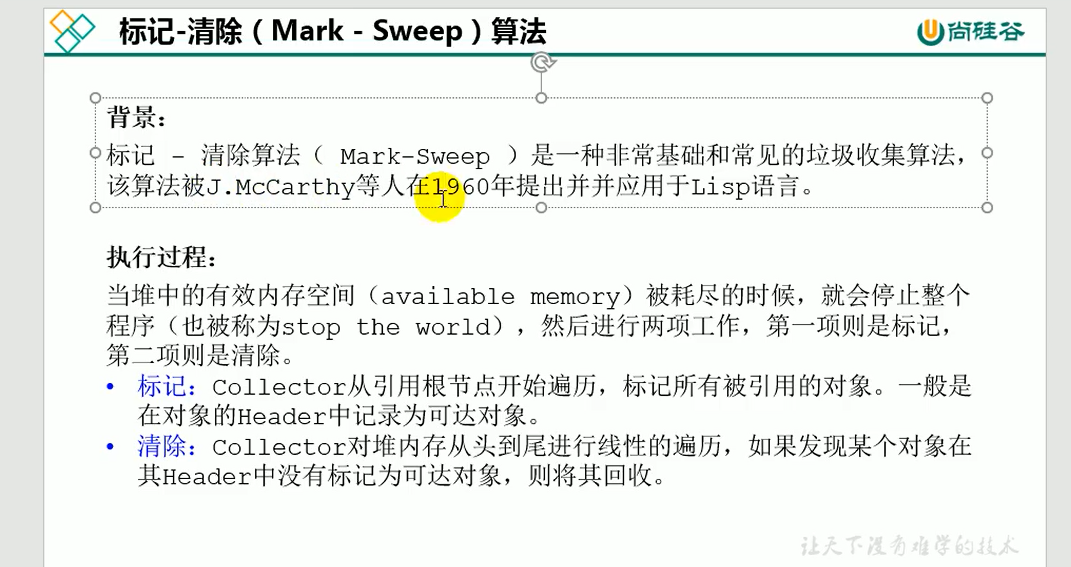 标记-清除（Mark - Sweep）算法
尚硅谷
背景：
标记 － 清除算法（ Mark-Sweep ）是一种非常基础和常见的垃圾收集算法，
该算法被J.McCarthy等人在1960年提出并并应用于Lisp语言。
执行过程：
当堆中的有效内存空间（available memory）被耗尽的时候，就会停止整个
程序（也被称为stop the world），然后进行两项工作，第一项则是标记，
第二项则是清除。
• 标记：Collector从引用根节点开始遍历，标记所有被引用的对象。一般是
在对象的Header中记录为可达对象。
• 清除：Collector对堆内存从头到尾进行线性的遍历，如果发现某个对象在
其Header中没有标记为可达对象，则将其回收。
让天下没有难学的技术